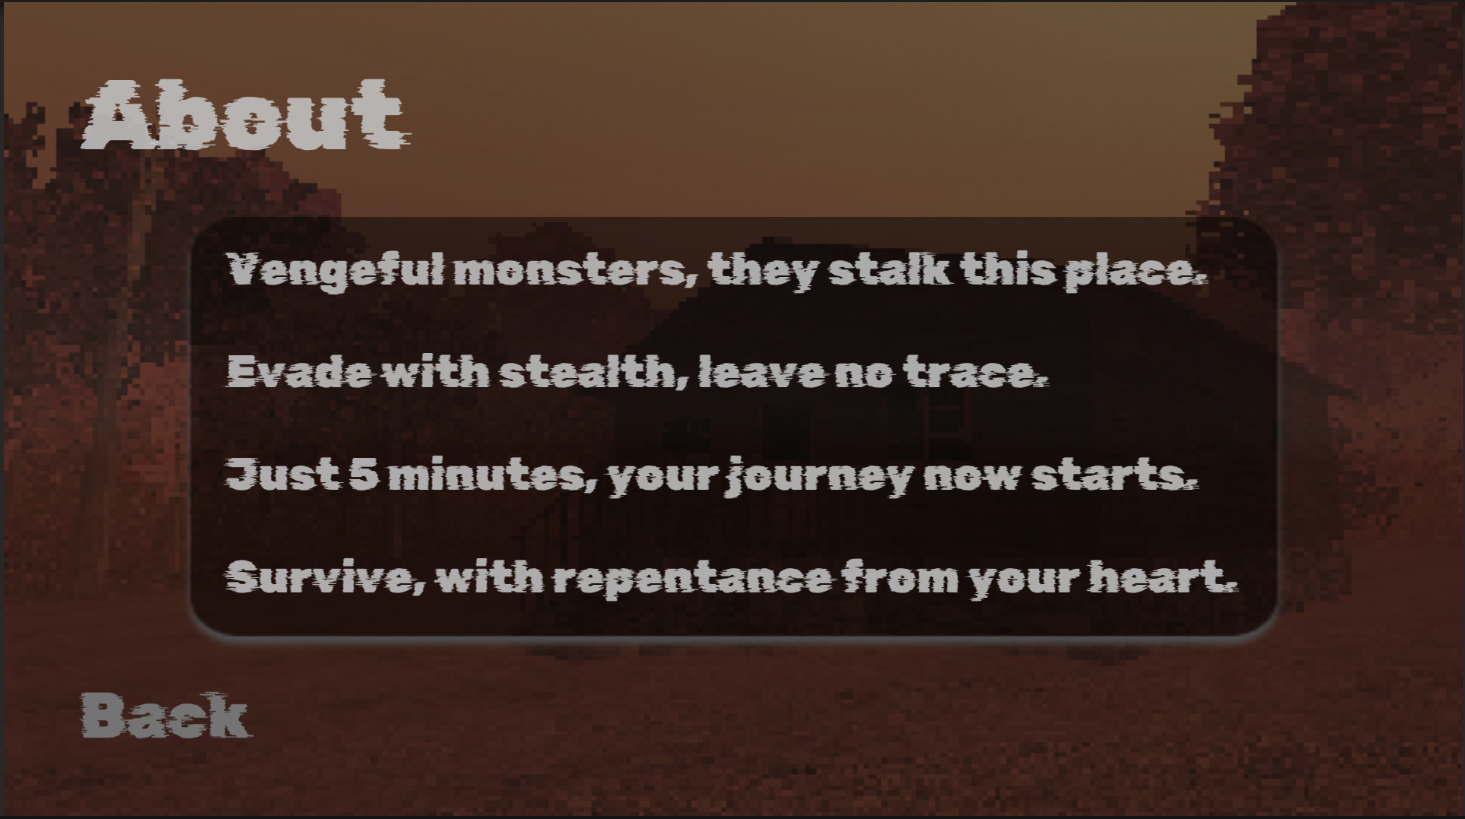 About
Vengeful monsters, they stalk this place.
Evade with stealth, leave no trace.
Just 5 minutes, your journey now starts.
Survive, with repentance from your heart.
Back